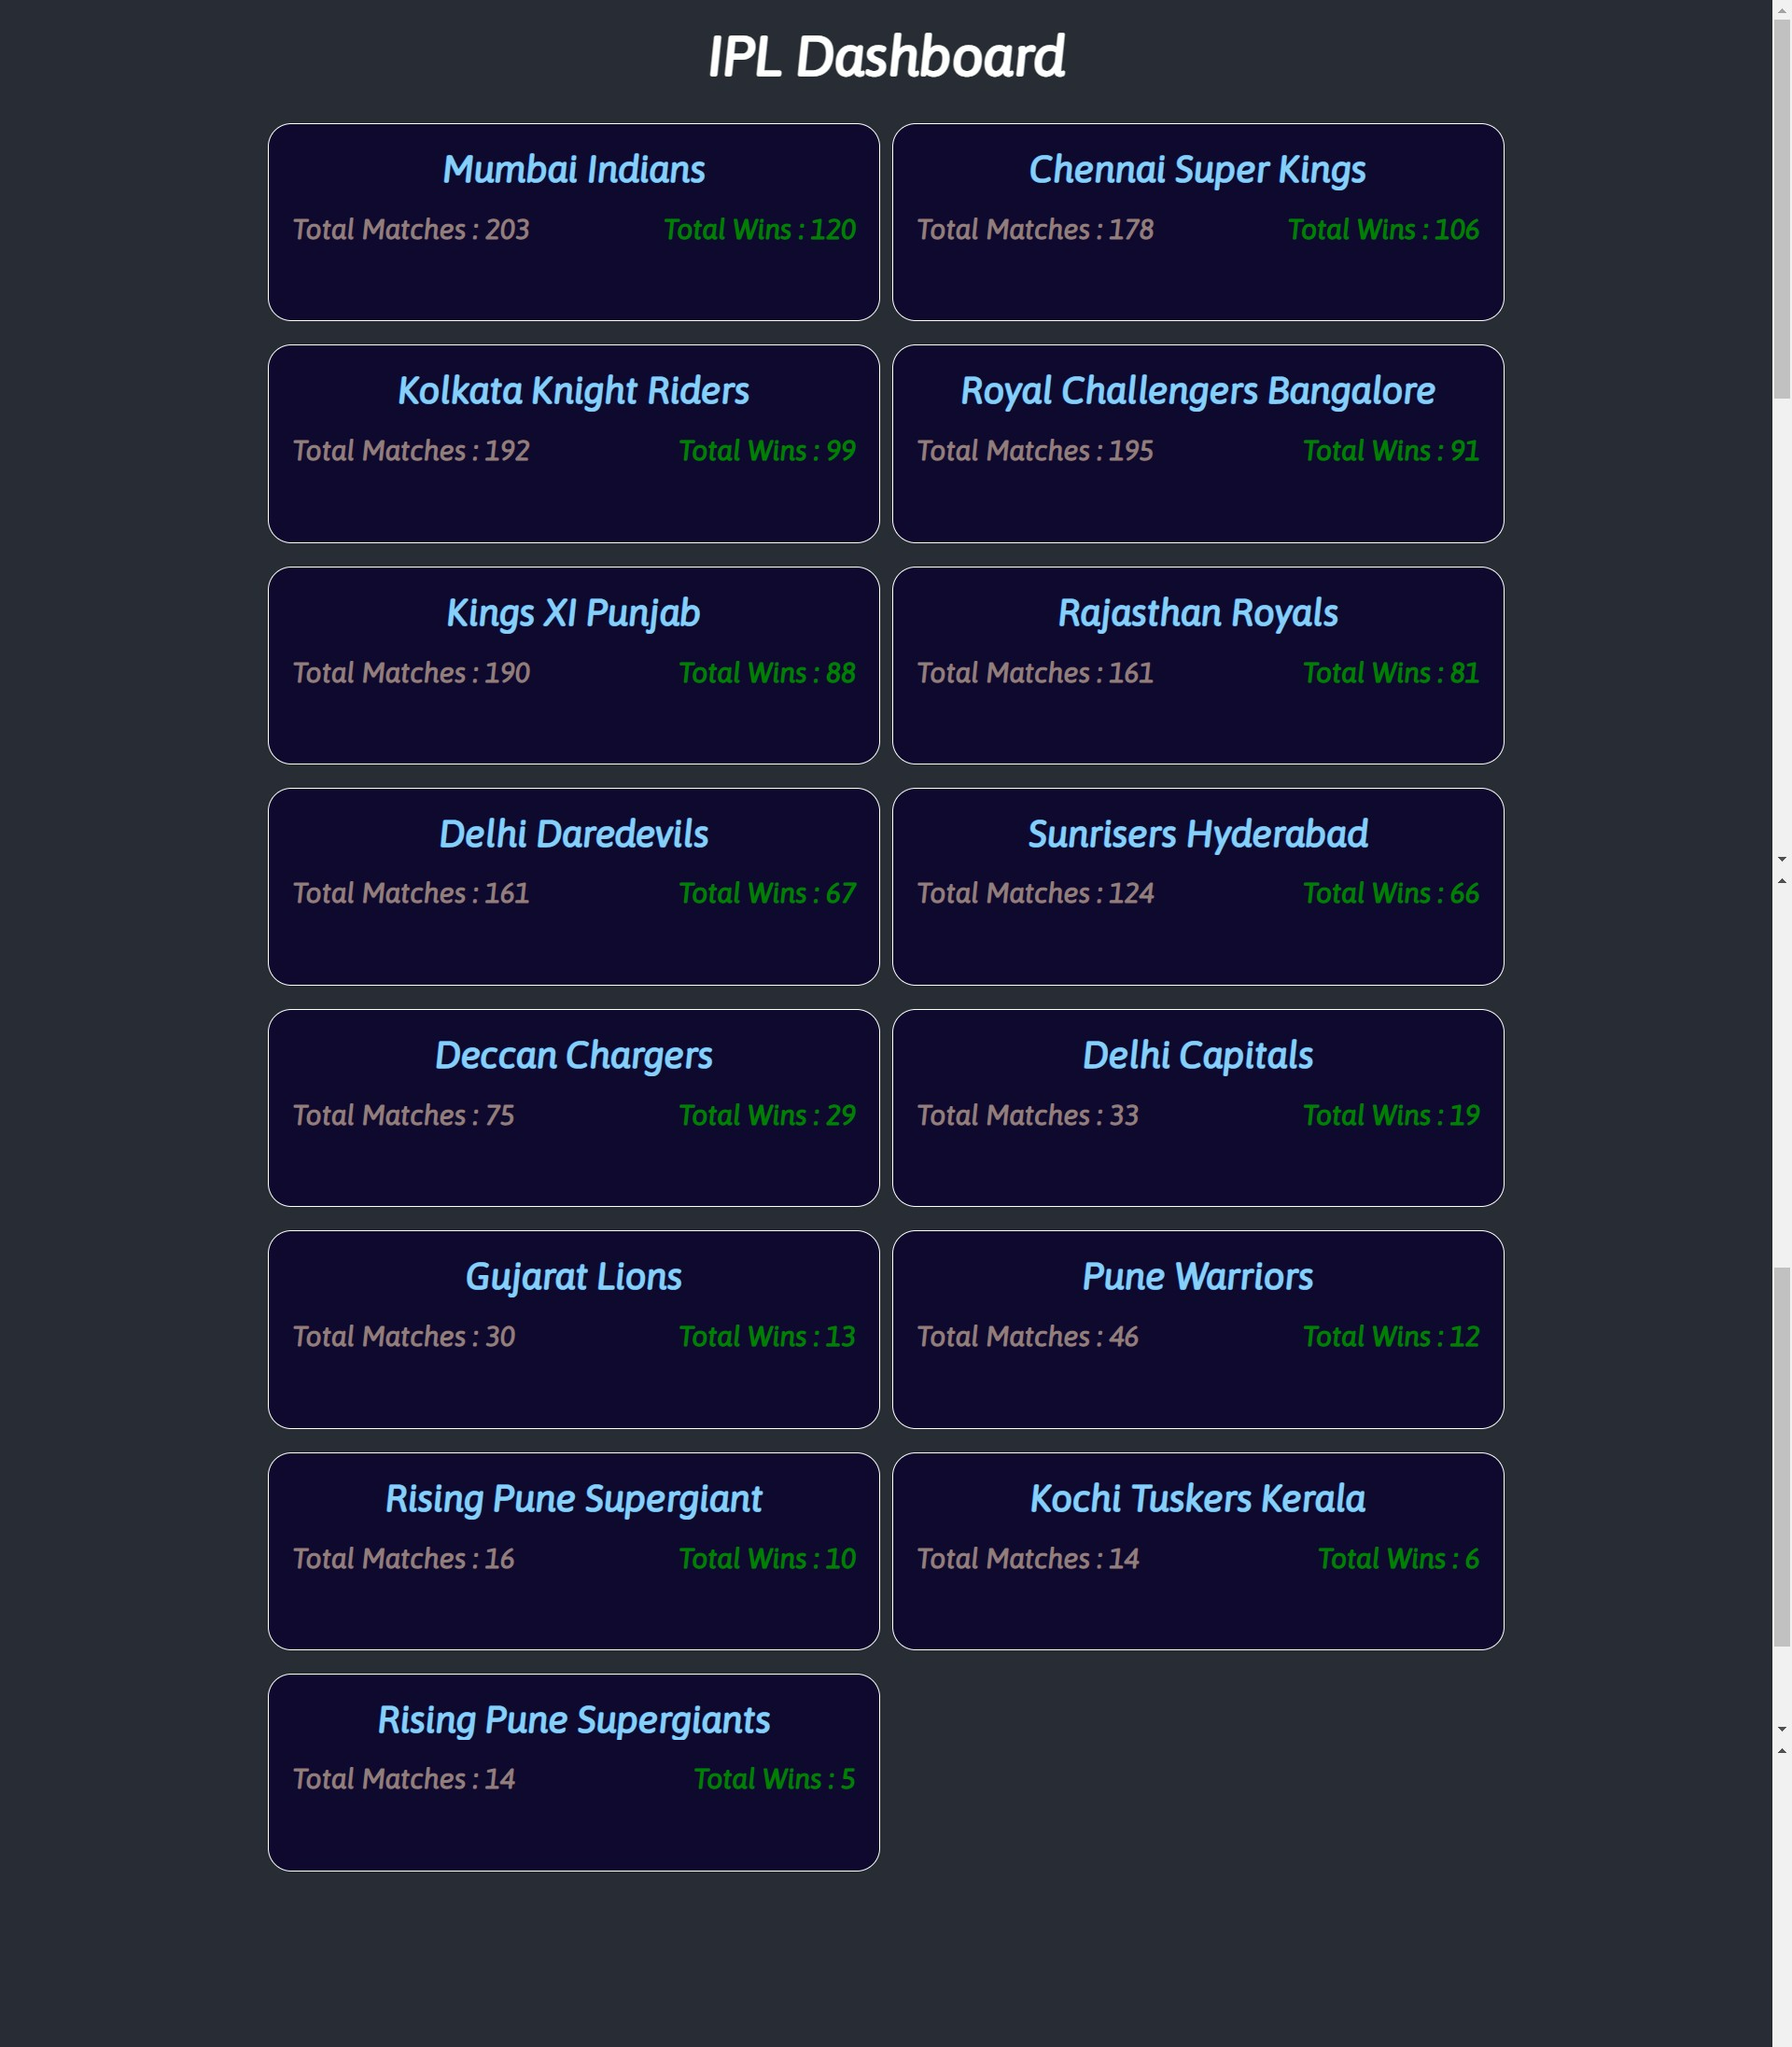 IPL Dashboard
Mumbai Indians
Total Matches : 203 Total Wins : 120
Chennai Super Kings
Total Matches : 178 Total Wins : 106
Kolkata Knight Riders
Total Matches : 192 Total Wins : 99
Royal Challengers Bangalore
Total Matches : 195 Total Wins : 91
Kings XI Punjab
Total Matches : 190 Total Wins : 88
Rajasthan Royals
Total Matches : 161 Total Wins : 81
Delhi Daredevils
Total Matches : 161 Total Wins : 67
Sunrisers Hyderabad
Total Matches : 124 Total Wins : 66
Deccan Chargers
Total Matches : 75 Total Wins : 29
Delhi Capitals
Total Matches : 33 Total Wins : 19
Gujarat Lions
Total Matches : 30 Total Wins : 13
Pune Warriors
Total Matches : 46 Total Wins : 12
Rising Pune Supergiant
Total Matches : 16 Total Wins : 10
Kochi Tuskers Kerala
Total Matches : 14 Total Wins : 6
Rising Pune Supergiants
Total Matches : 14 Total Wins : 5